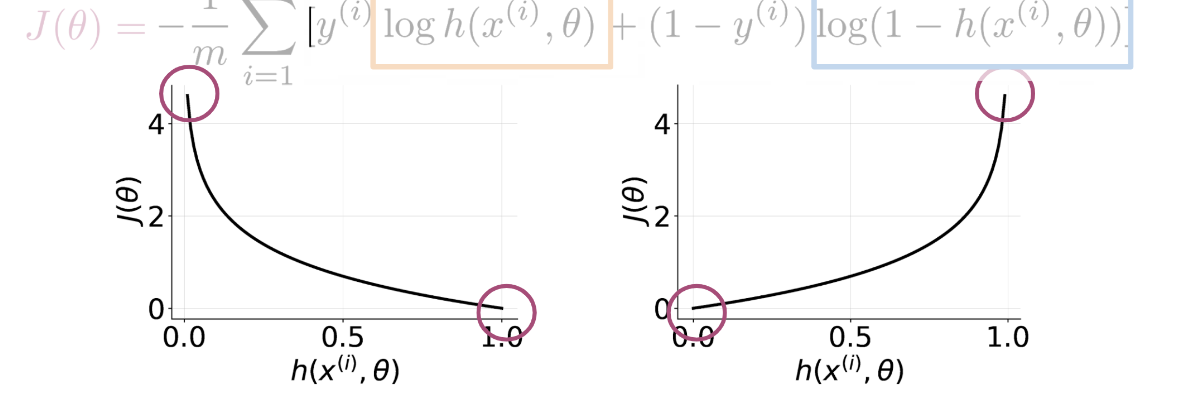 J(θ) = −1/m ∑ i=1 [y^(i) log h(x^(i), θ) + (1 − y^(i)) log(1 − h(x^(i), θ))]
4 4
J(θ) J(θ)
2 2
0 0
0.0 0.5 1.0 0.0 0.5 1.0
h(x^(i), θ) h(x^(i), θ)